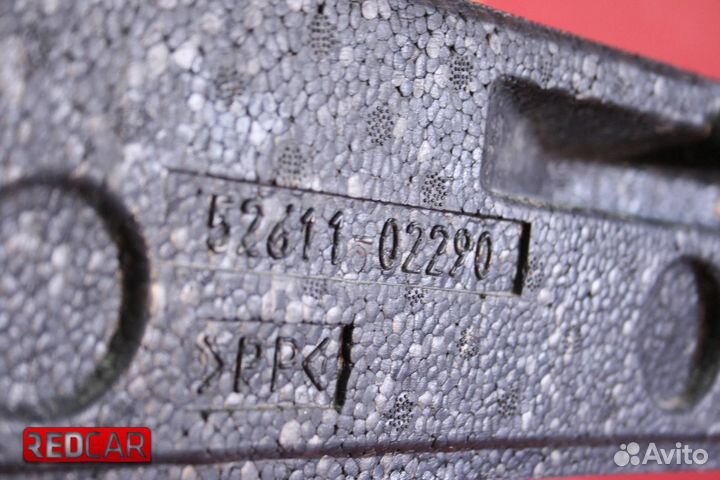 52611-02290
>PP<
REDCAR
Avito